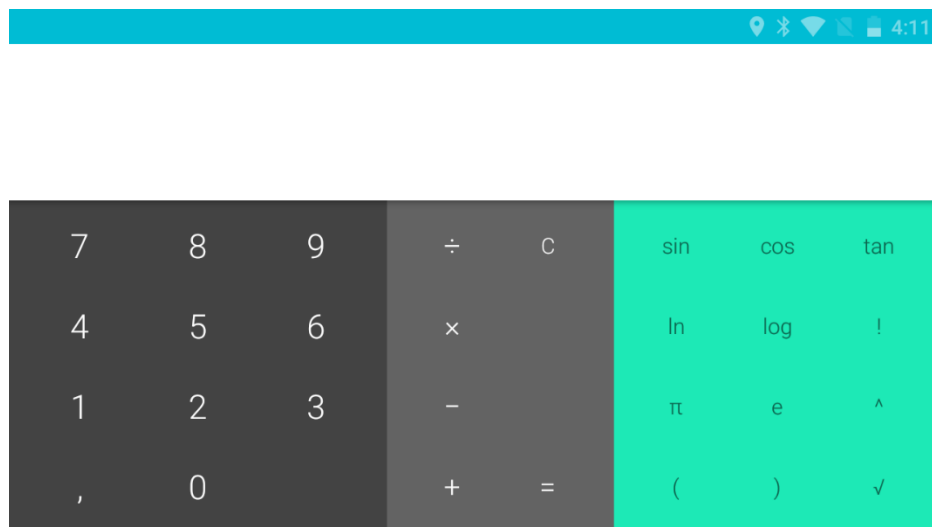 4:11
7 8 9 ÷ C sin cos tan
4 5 6 × ln log !
1 2 3 − π e ^
, 0 + = ( ) √